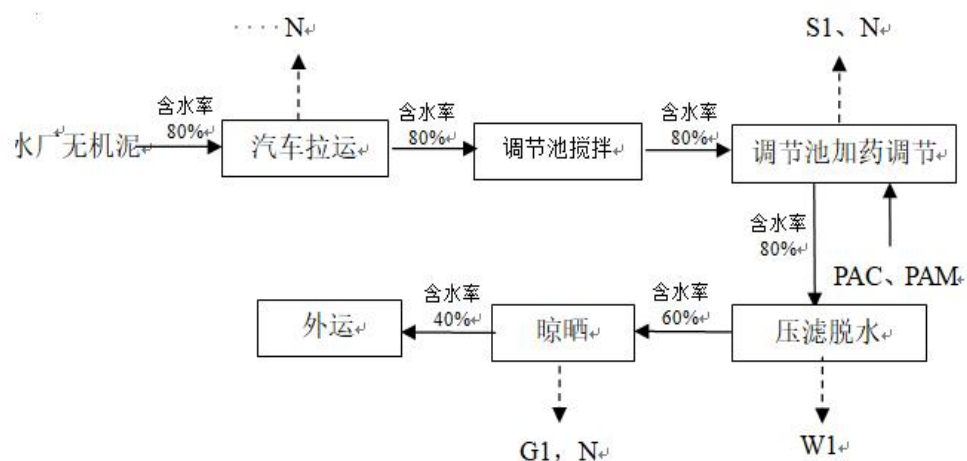 ····N
S1、N
含水率
80%
含水率
80%
含水率
80%
水厂无机泥
汽车拉运
调节池搅拌
调节池加药调节
含水率
80%
PAC、PAM
含水率
40%
含水率
60%
外运
晾晒
压滤脱水
G1，N
W1